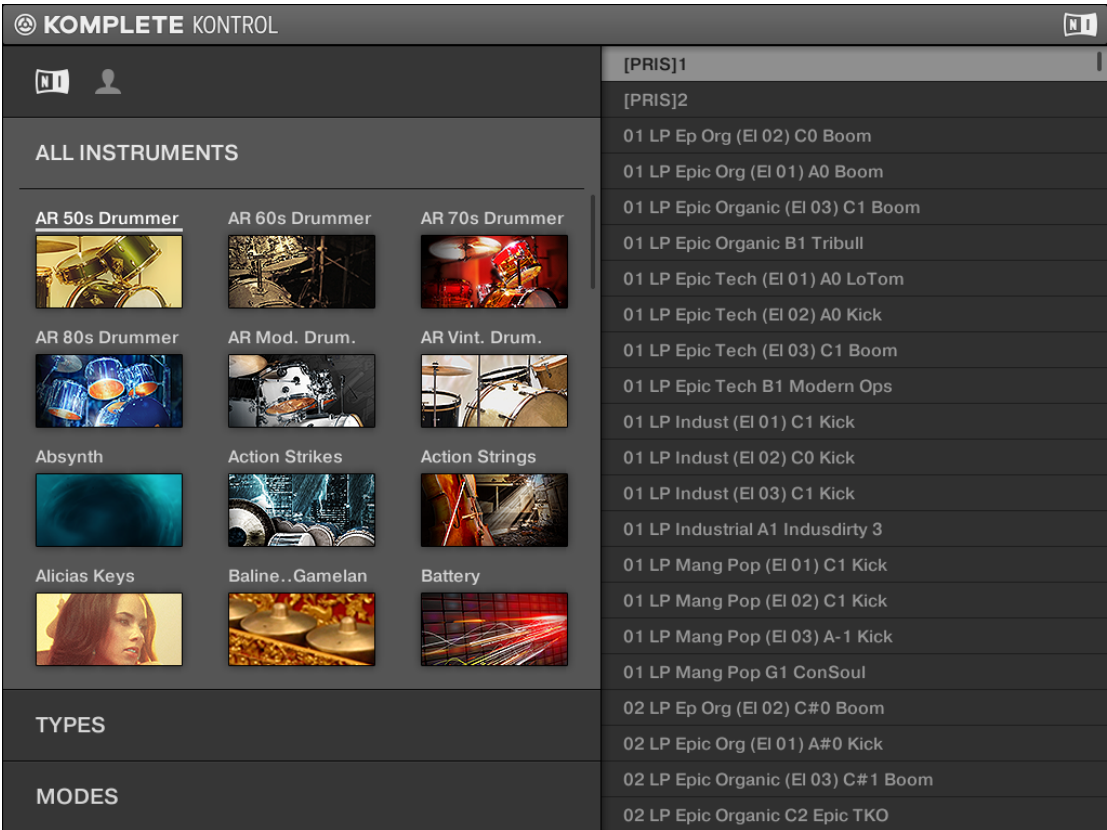 KOMPLETE KONTROL
NI
NI
ALL INSTRUMENTS
AR 50s Drummer
AR 60s Drummer
AR 70s Drummer
AR 80s Drummer
AR Mod. Drum.
AR Vint. Drum.
Absynth
Action Strikes
Action Strings
Alicias Keys
Baline..Gamelan
Battery
TYPES
MODES
[PRIS]1
[PRIS]2
01 LP Ep Org (El 02) C0 Boom
01 LP Epic Org (El 01) A0 Boom
01 LP Epic Organic (El 03) C1 Boom
01 LP Epic Organic B1 Tribull
01 LP Epic Tech (El 01) A0 LoTom
01 LP Epic Tech (El 02) A0 Kick
01 LP Epic Tech (El 03) C1 Boom
01 LP Epic Tech B1 Modern Ops
01 LP Indust (El 01) C1 Kick
01 LP Indust (El 02) C0 Kick
01 LP Indust (El 03) C1 Kick
01 LP Industrial A1 Indusdirty 3
01 LP Mang Pop (El 01) C1 Kick
01 LP Mang Pop (El 02) C1 Kick
01 LP Mang Pop (El 03) A-1 Kick
01 LP Mang Pop G1 ConSoul
02 LP Ep Org (El 02) C#0 Boom
02 LP Epic Org (El 01) A#0 Kick
02 LP Epic Organic (El 03) C#1 Boom
02 LP Epic Organic C2 Epic TKO